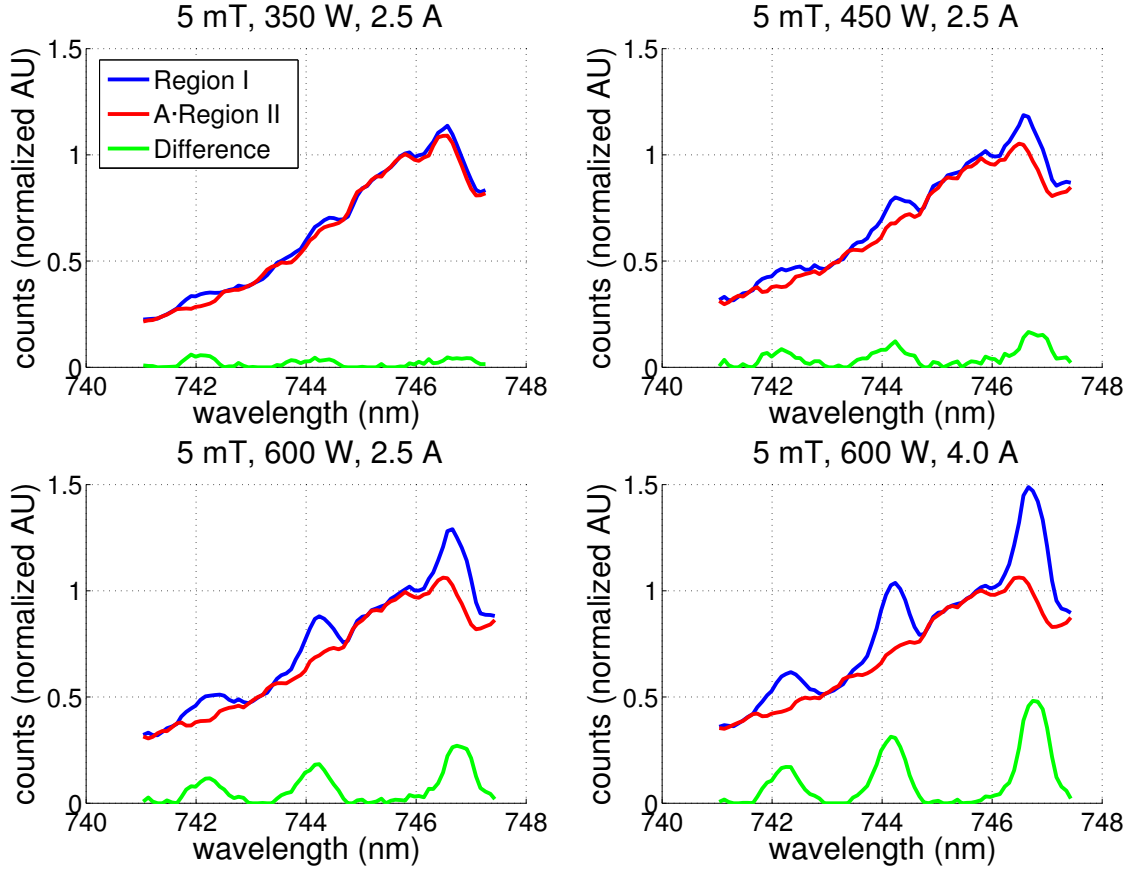 5 mT, 350 W, 2.5 A
counts (normalized AU)
1.5
1
0.5
0
Region I
A·Region II
Difference
740
742
744
746
748
wavelength (nm)
5 mT, 450 W, 2.5 A
counts (normalized AU)
1.5
1
0.5
0
740
742
744
746
748
wavelength (nm)
5 mT, 600 W, 2.5 A
counts (normalized AU)
1.5
1
0.5
0
740
742
744
746
748
wavelength (nm)
5 mT, 600 W, 4.0 A
counts (normalized AU)
1.5
1
0.5
0
740
742
744
746
748
wavelength (nm)